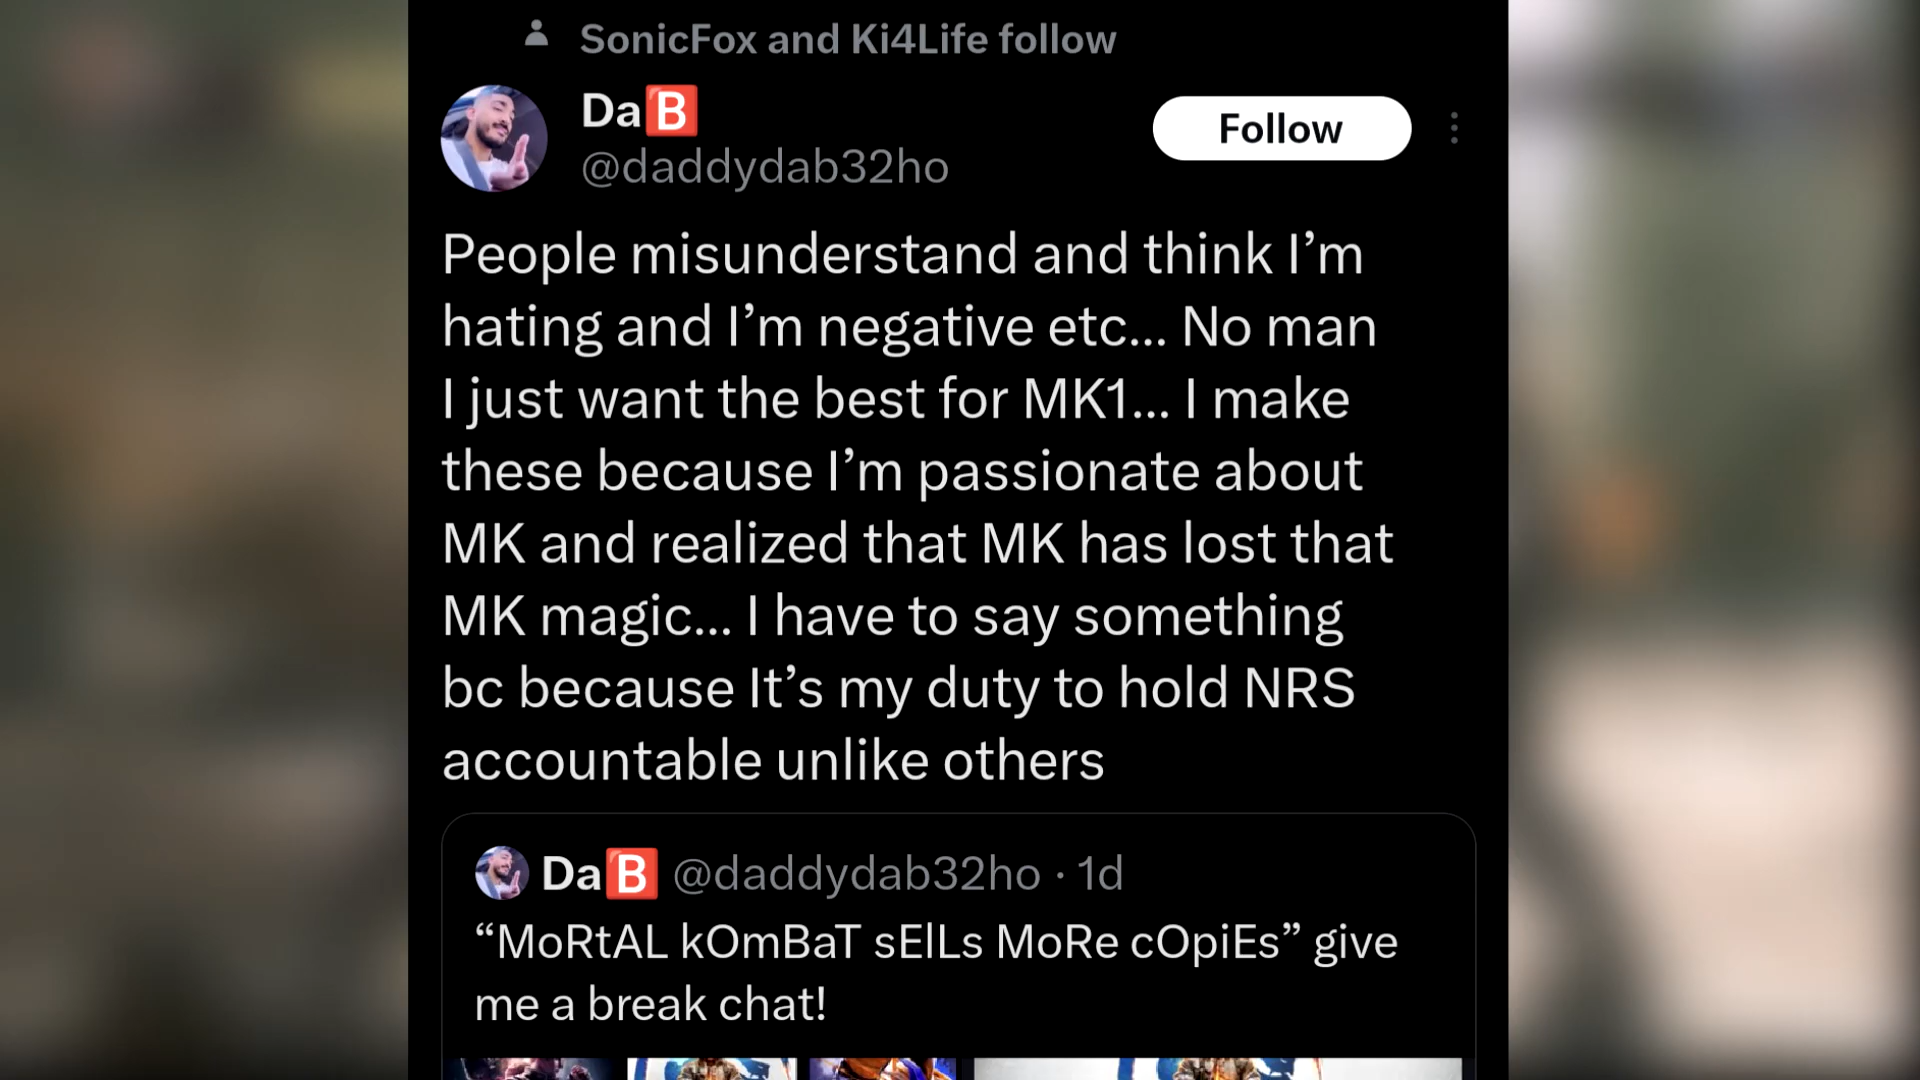 SonicFox and Ki4Life follow
Da🅱️
Follow
@daddydab32ho
People misunderstand and think I’m
hating and I’m negative etc... No man
I just want the best for MK1... I make
these because I’m passionate about
MK and realized that MK has lost that
MK magic... I have to say something
bc because It’s my duty to hold NRS
accountable unlike others
Da🅱️ @daddydab32ho · 1d
“MoRtAL kOmBaT sElLs MoRe cOpiEs” give
me a break chat!